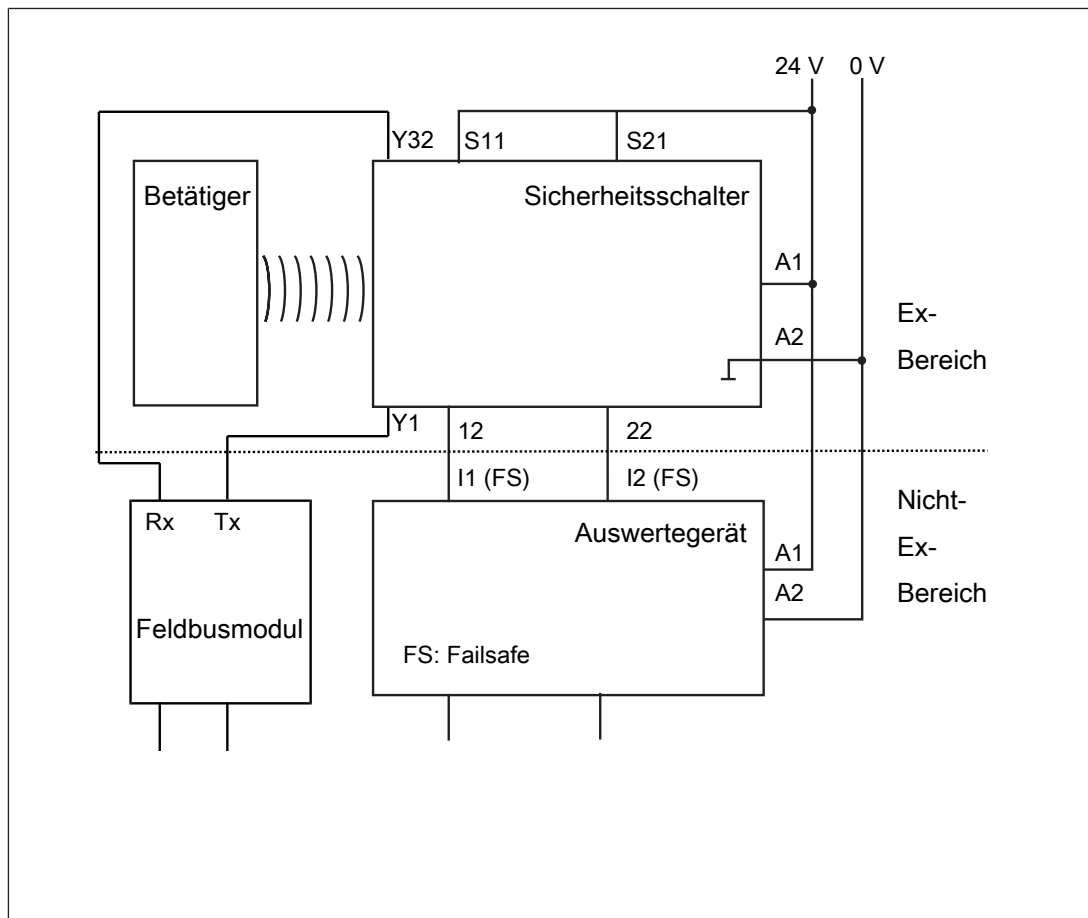 24 V 0 V
Y32 S11 S21
Betätiger
Sicherheitsschalter
A1
A2
Ex-
Bereich
Y1 12 22
I1 (FS) I2 (FS)
Nicht-
Ex-
Bereich
Rx Tx
Auswertegerät
A1
A2
Feldbusmodul
FS: Failsafe